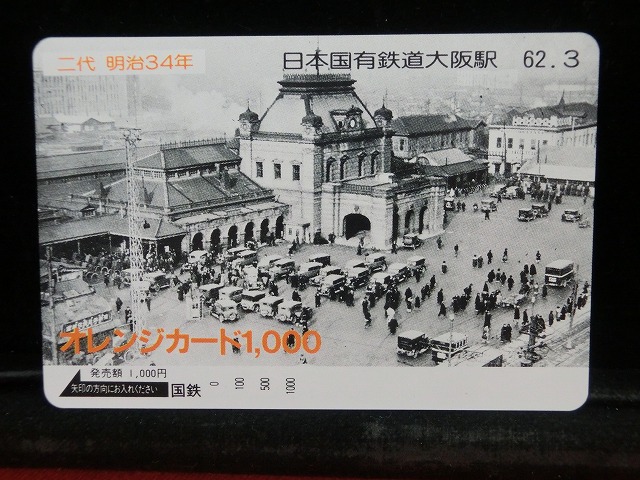 二代 明治34年
日本国有鉄道大阪駅 62.3
オレンジカード1,000
発売額 1,000円
矢印の方向にお入れください 国鉄 0 100 500 1000